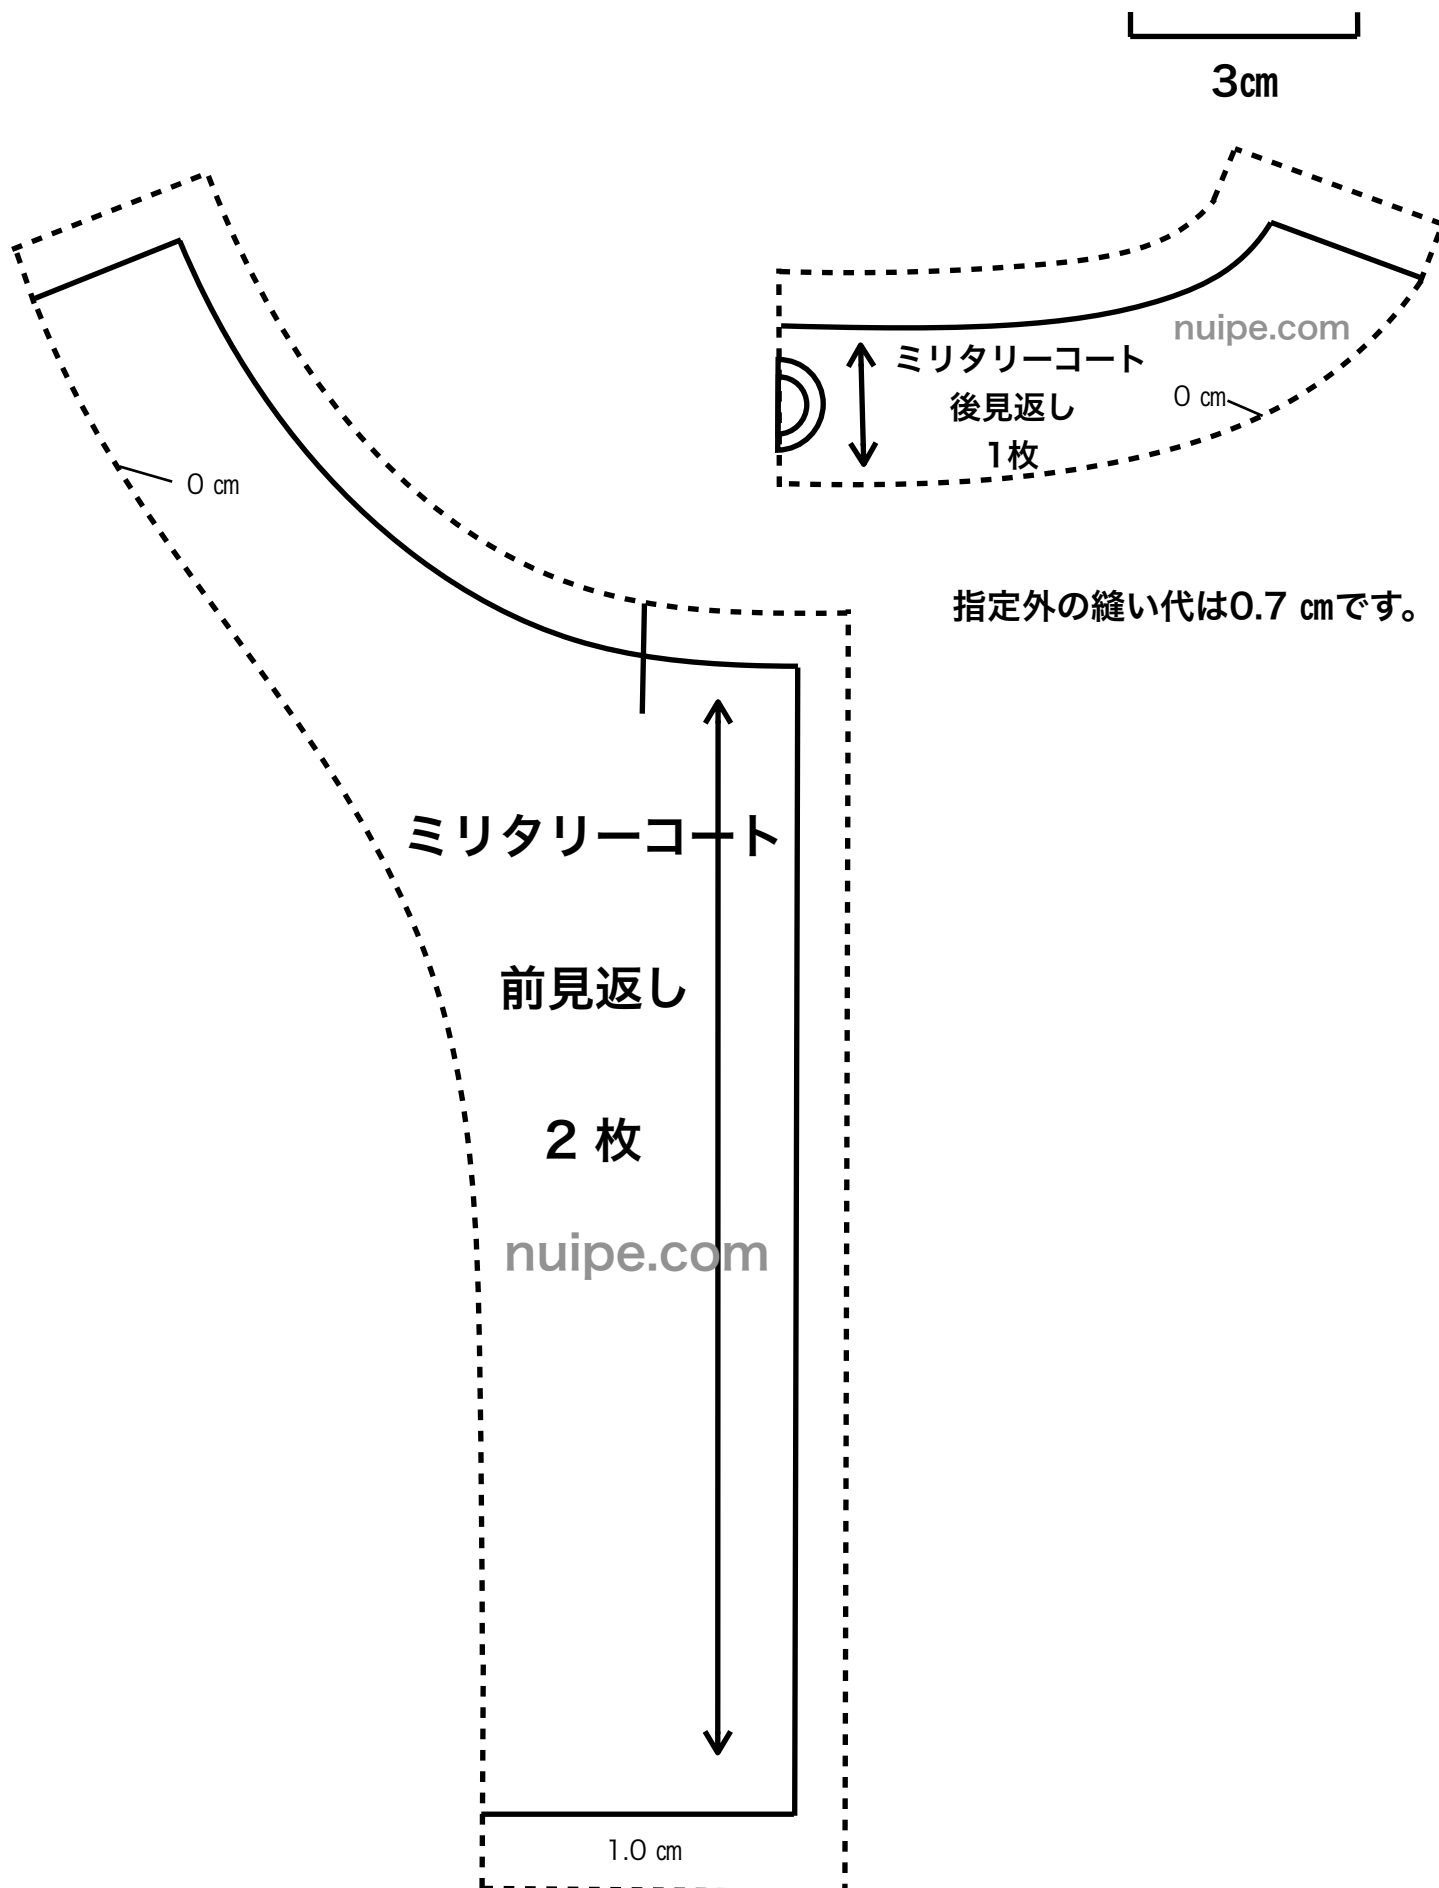 3㎝
nuipe.com
ミリタリーコート
後見返し
1枚
0 ㎝
0 ㎝
指定外の縫い代は0.7 ㎝です。
ミリタリーコート
前見返し
2 枚
nuipe.com
1.0 ㎝